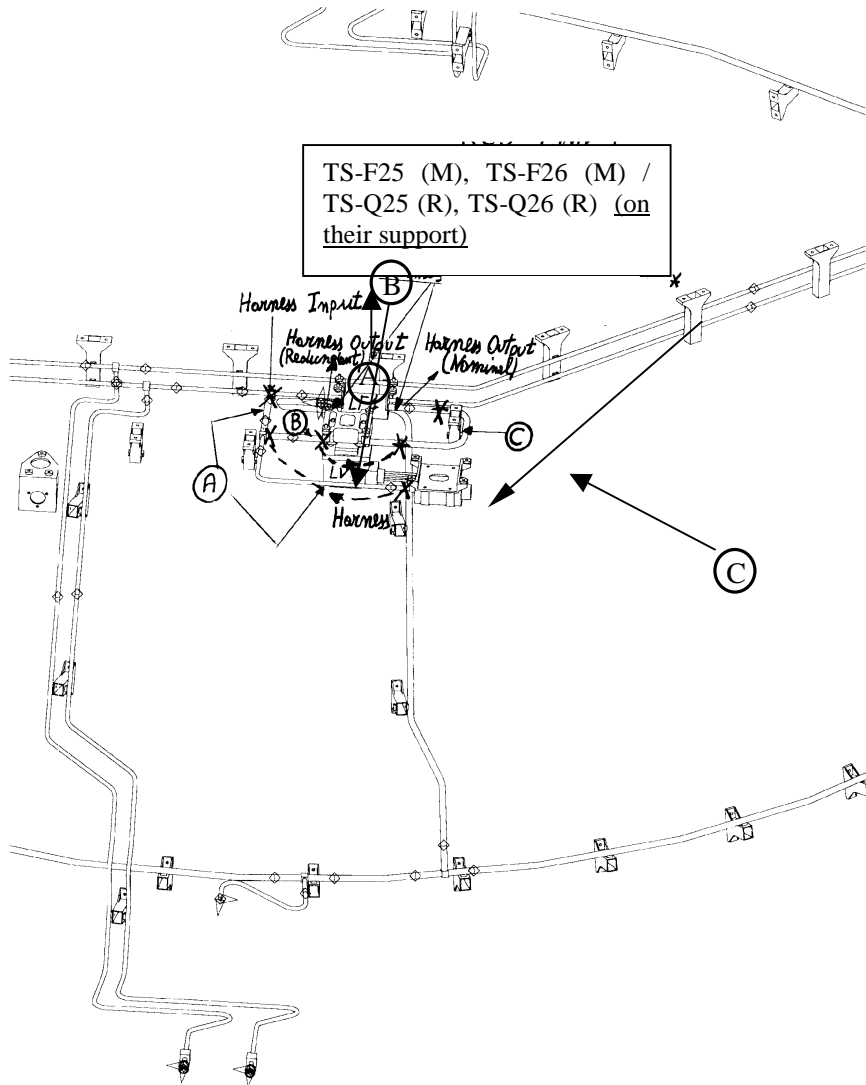 TS-F25 (M), TS-F26 (M) /
TS-Q25 (R), TS-Q26 (R) (on
their support)
B
Harness Input
Harness Output
(Redundant)
Harness Output
(Nominal)
A
B
C
A
LV
Harness
C